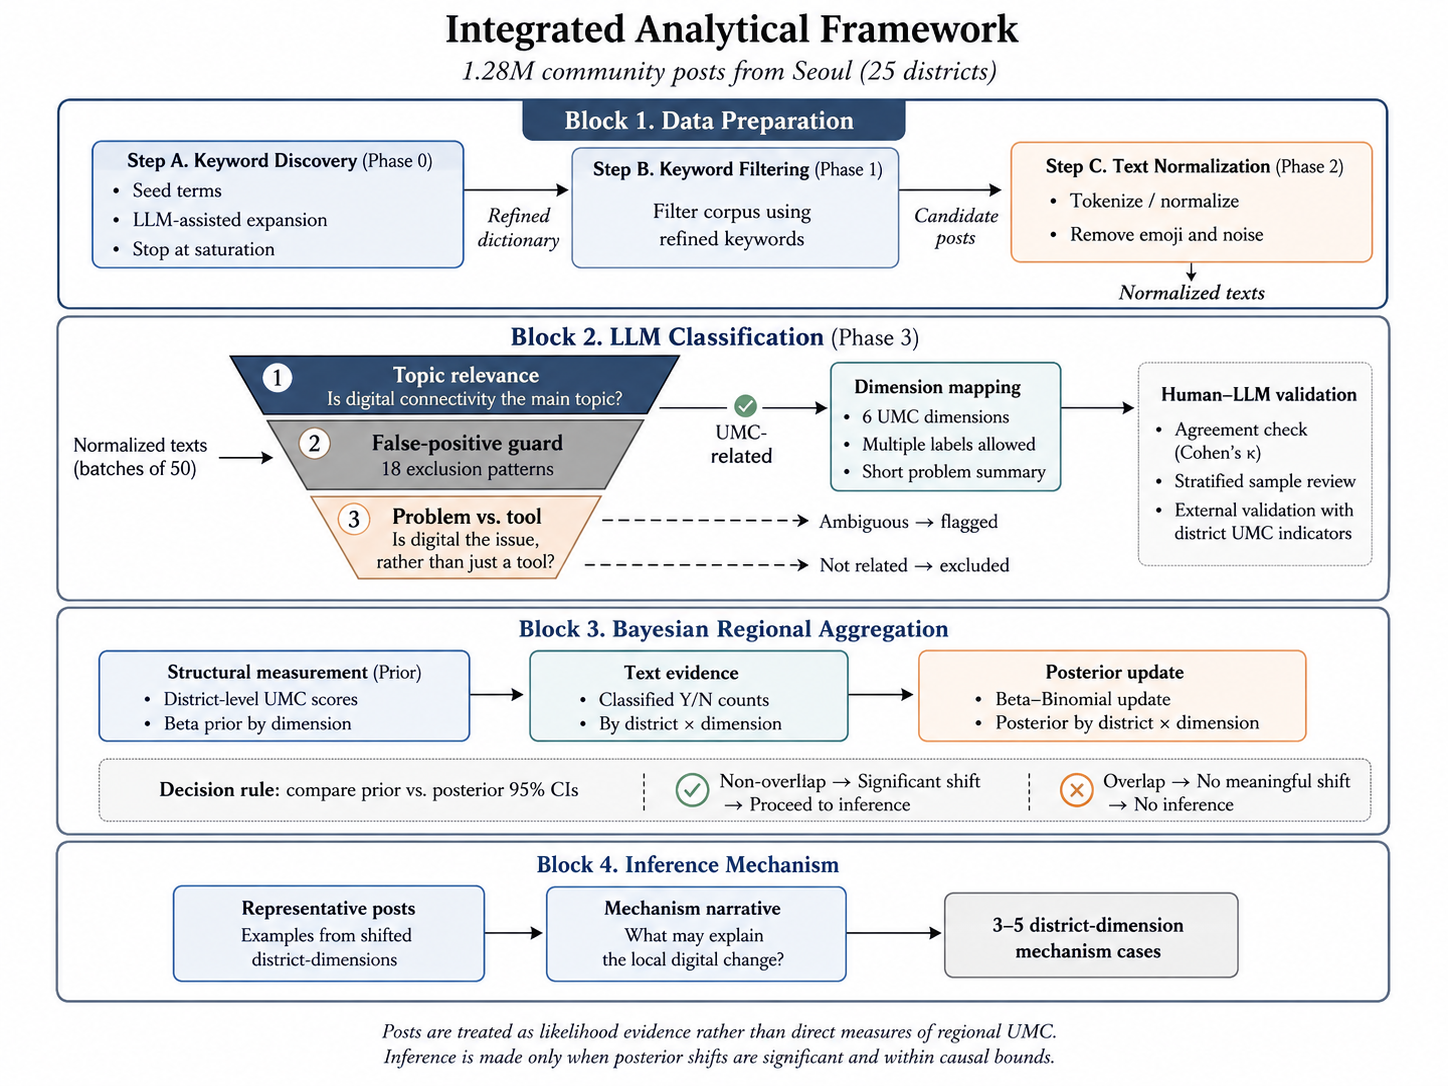 Integrated Analytical Framework
1.28M community posts from Seoul (25 districts)
Block 1. Data Preparation
Step A. Keyword Discovery (Phase 0)
• Seed terms
• LLM-assisted expansion
• Stop at saturation
Refined
dictionary
Step B. Keyword Filtering (Phase 1)
Filter corpus using
refined keywords
Candidate
posts
Step C. Text Normalization (Phase 2)
• Tokenize / normalize
• Remove emoji and noise
Normalized texts
Block 2. LLM Classification (Phase 3)
Normalized texts
(batches of 50)
1
Topic relevance
Is digital connectivity the main topic?
2
False-positive guard
18 exclusion patterns
3
Problem vs. tool
Is digital the issue,
rather than just a tool?
UMC-
related
Dimension mapping
• 6 UMC dimensions
• Multiple labels allowed
• Short problem summary
Ambiguous → flagged
Not related → excluded
Human–LLM validation
• Agreement check
(Cohen's κ)
• Stratified sample review
• External validation with
district UMC indicators
Block 3. Bayesian Regional Aggregation
Structural measurement (Prior)
• District-level UMC scores
• Beta prior by dimension
Text evidence
• Classified Y/N counts
• By district × dimension
Posterior update
• Beta–Binomial update
• Posterior by district × dimension
Decision rule: compare prior vs. posterior 95% CIs
Non-overlap → Significant shift
→ Proceed to inference
Overlap → No meaningful shift
→ No inference
Block 4. Inference Mechanism
Representative posts
Examples from shifted
district-dimensions
Mechanism narrative
What may explain
the local digital change?
3–5 district-dimension
mechanism cases
Posts are treated as likelihood evidence rather than direct measures of regional UMC.
Inference is made only when posterior shifts are significant and within causal bounds.